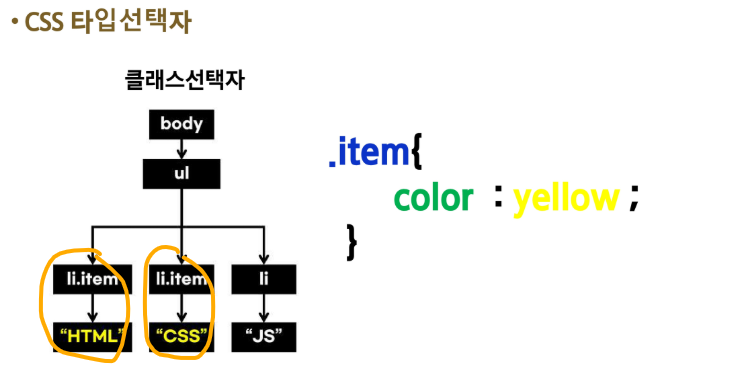 • CSS 타입선택자
클래스선택자
body
ul
li.item li.item li
“HTML” “CSS” “JS”
.item{
color : yellow ;
}